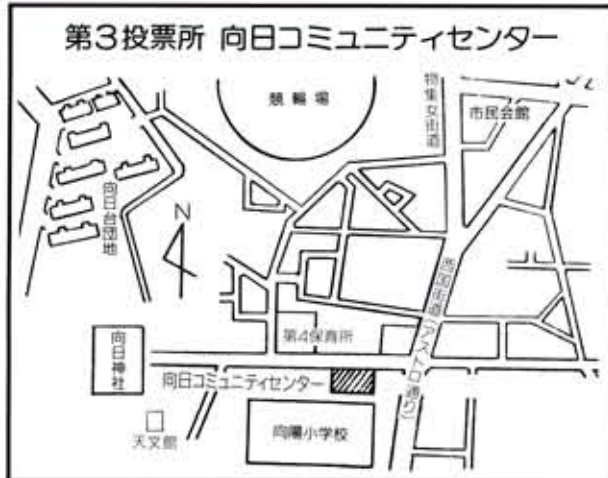 第3投票所 向日コミュニティセンター
競輪場
物集女街道
市民会館
向日台団地
N
西国街道(アストロ通り)
第4保育所
向日神社
向日コミュニティセンター
天文館
向陽小学校